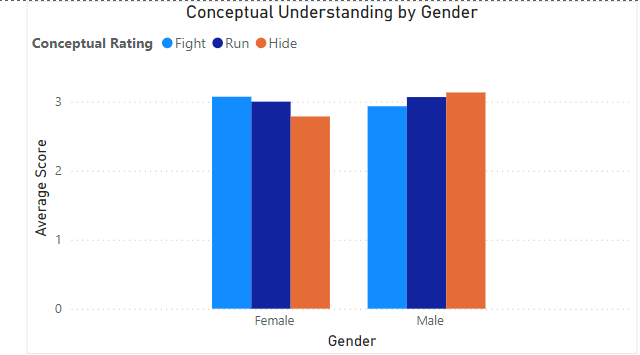 Conceptual Understanding by Gender
Conceptual Rating Fight Run Hide
3
2
1
0
Average Score
Female Male
Gender